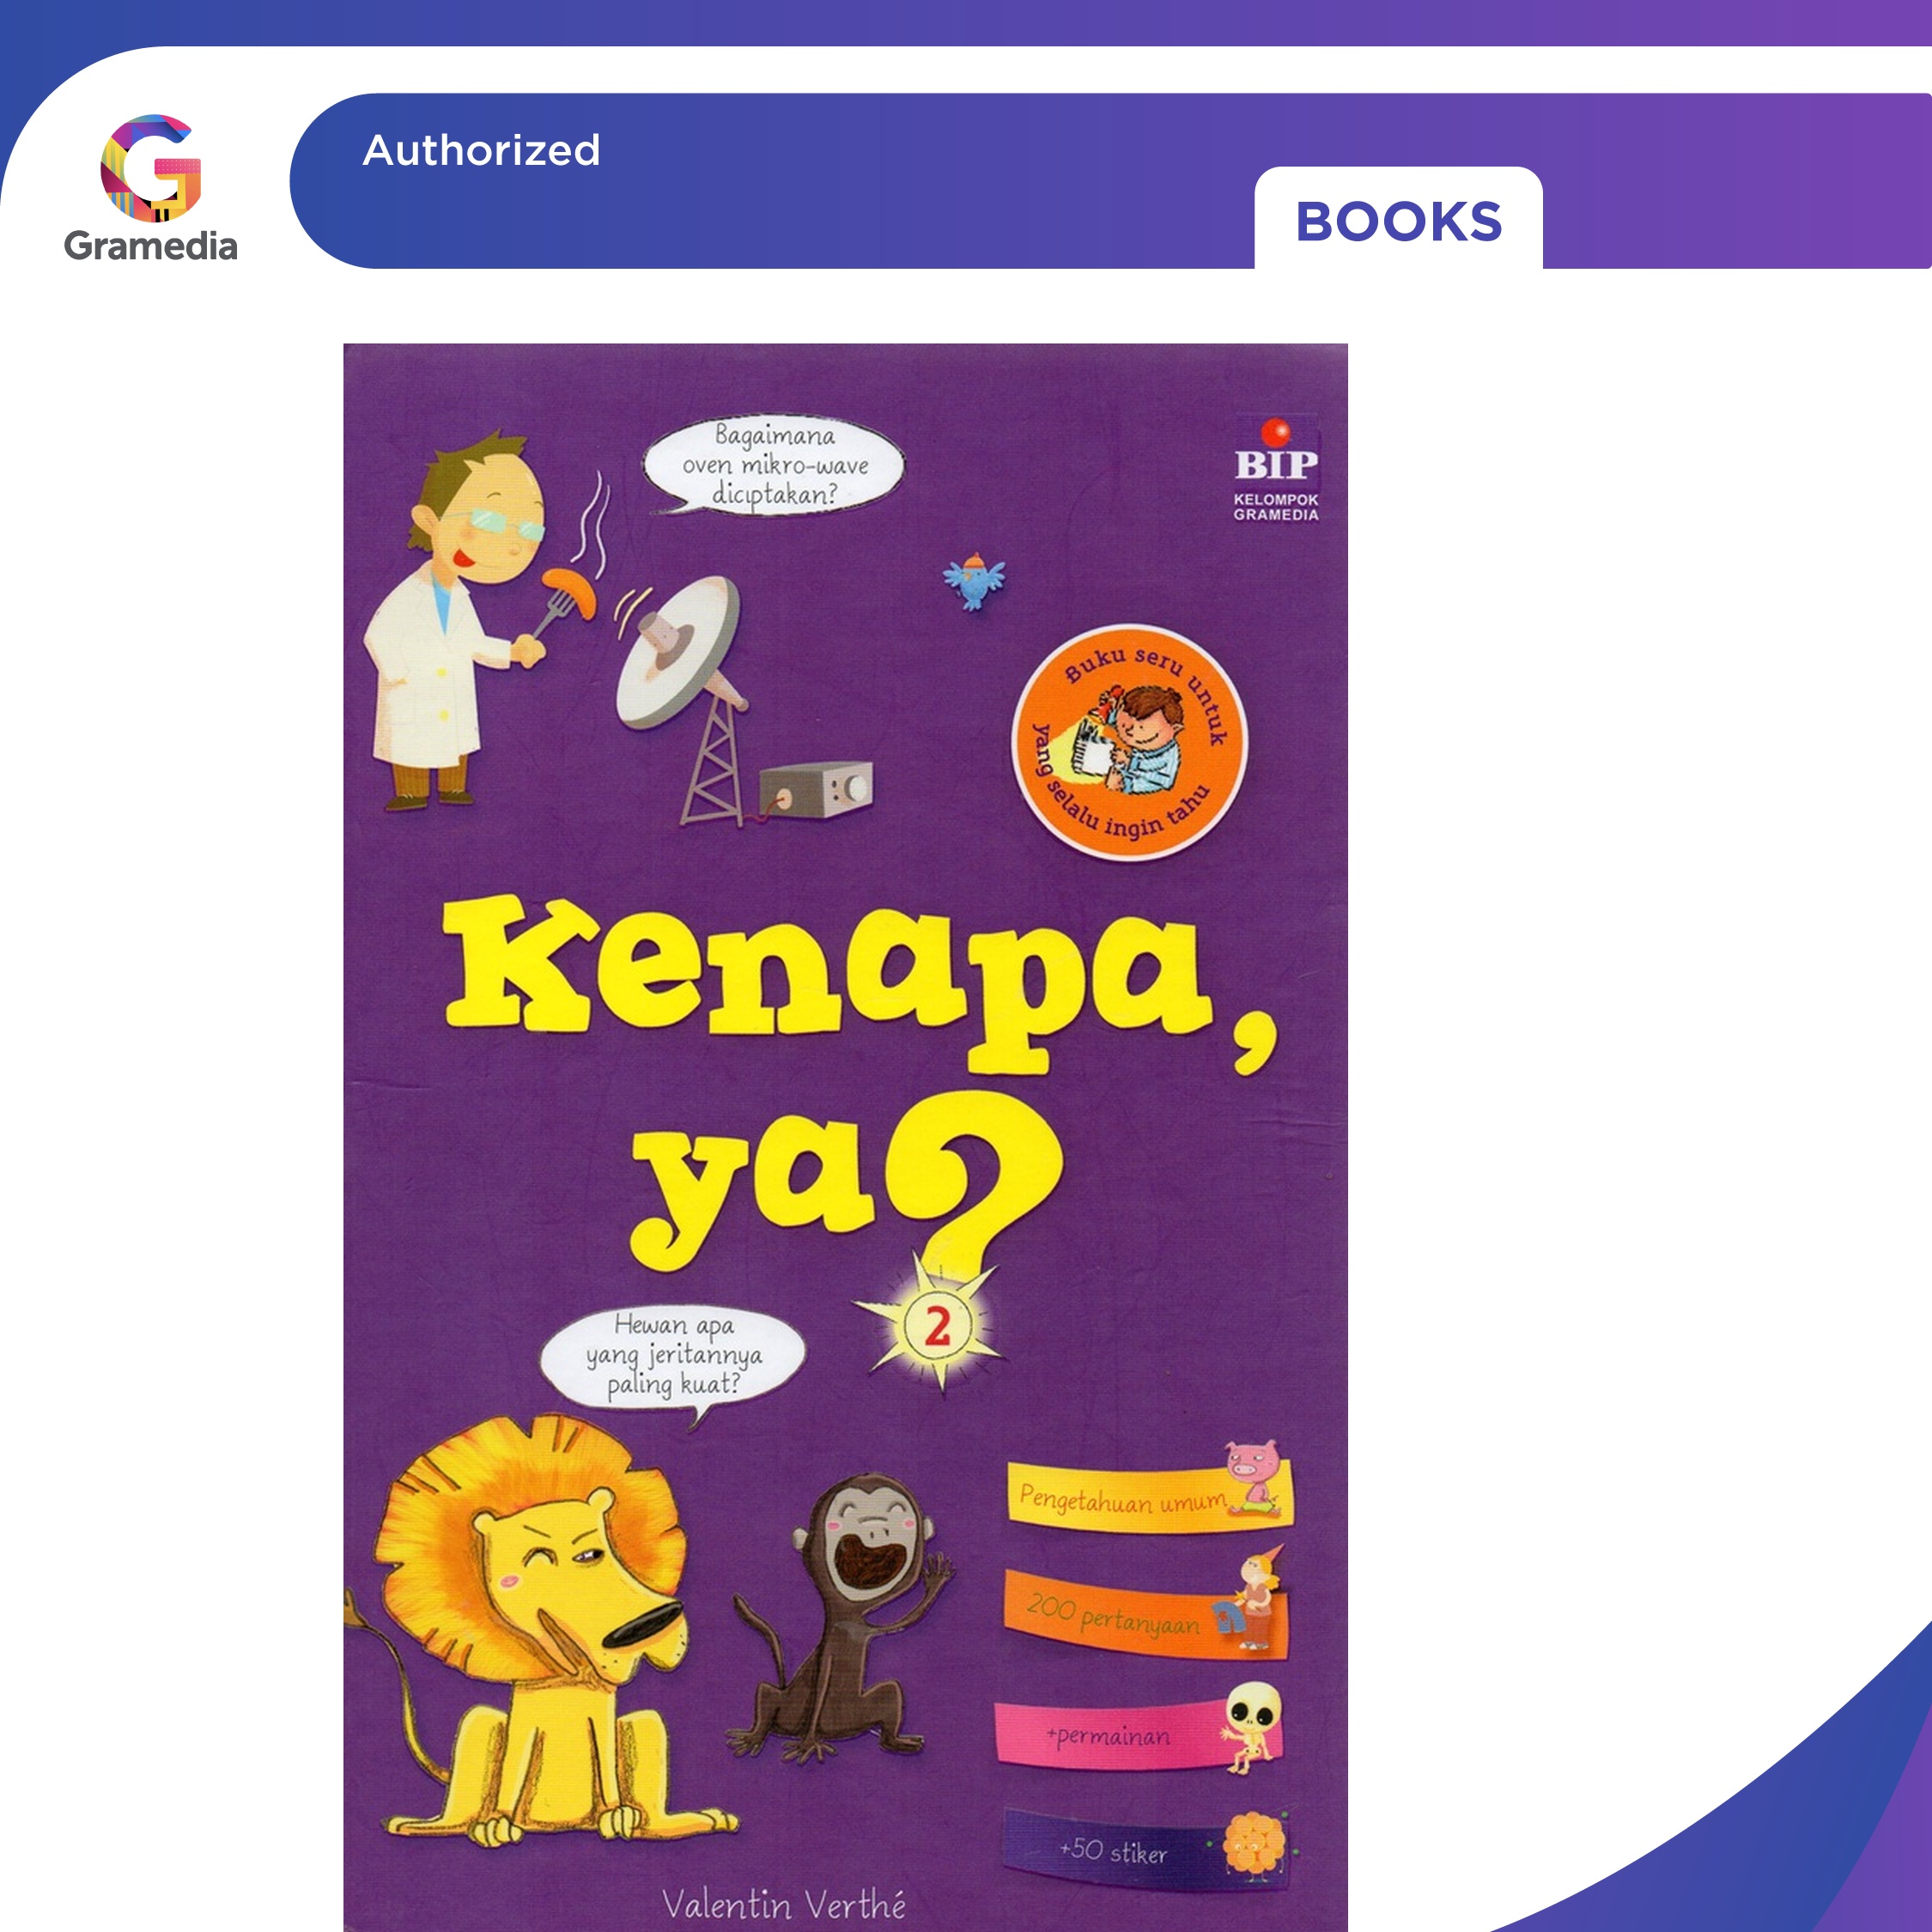 Gramedia
Authorized
BOOKS
Bagaimana
oven mikro-wave
diciptakan?
BIP
KELOMPOK
GRAMEDIA
Buku seru untuk
yang selalu ingin tahu
Kenapa,
ya?
2
Hewan apa
yang jeritannya
paling kuat?
Pengetahuan umum
200 pertanyaan
+permainan
+50 stiker
Valentin Verthé